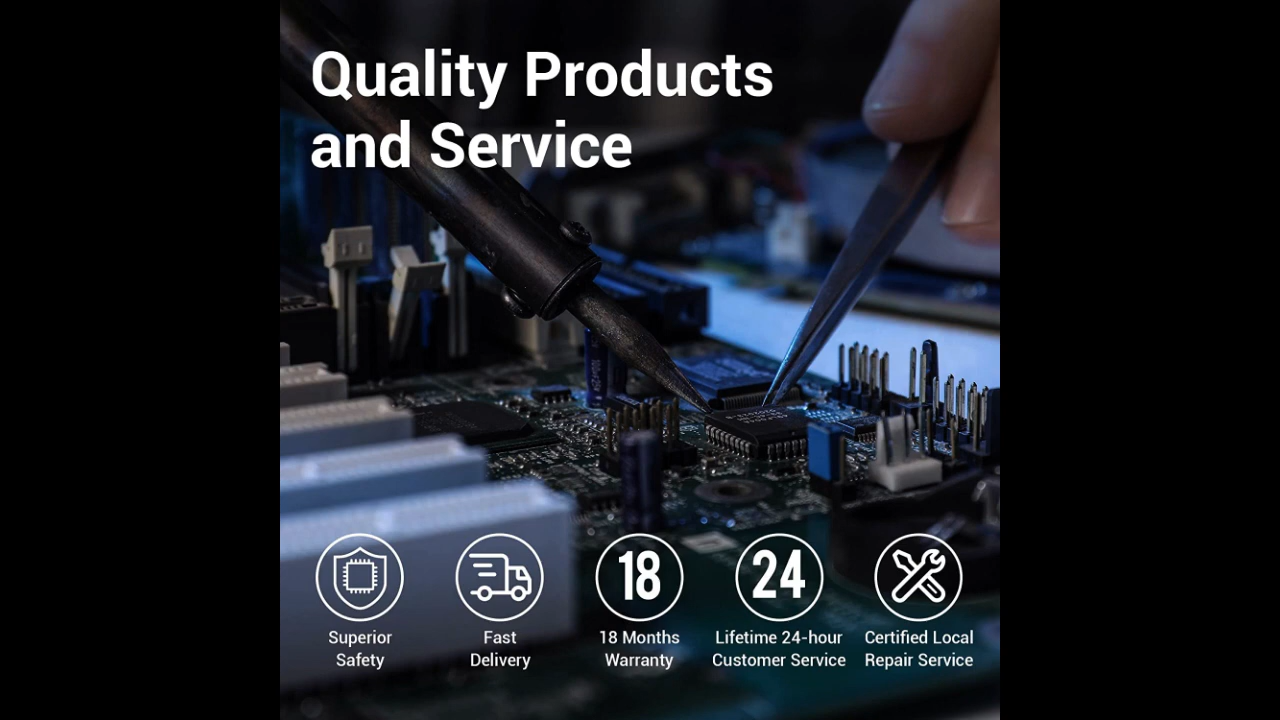 Quality Products
and Service
18
24
Superior
Safety
Fast
Delivery
18 Months
Warranty
Lifetime 24-hour
Customer Service
Certified Local
Repair Service